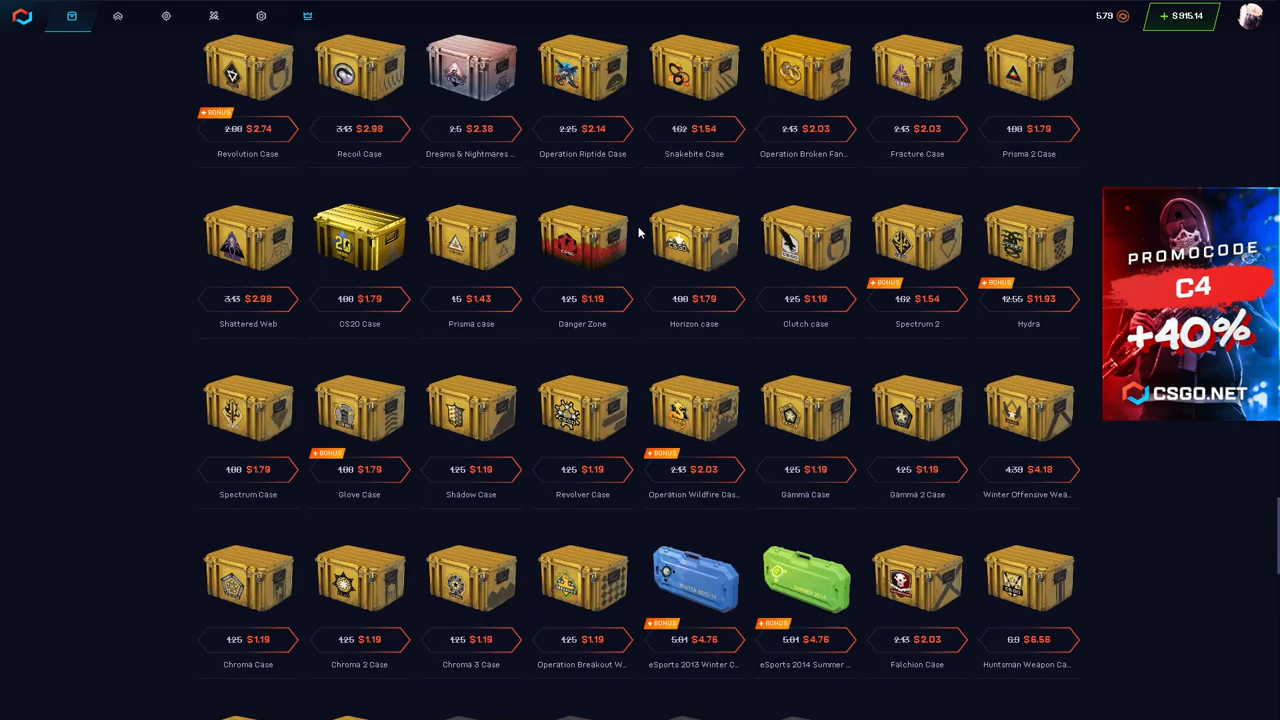 5.79
+ $ 915.14
+ BONUS
2.88 $2.74
3.13 $2.98
2.5 $2.38
2.25 $2.14
1.62 $1.54
2.13 $2.03
2.13 $2.03
1.88 $1.79
Revolution Case
Recoil Case
Dreams & Nightmares ...
Operation Riptide Case
Snakebite Case
Operation Broken Fan...
Fracture Case
Prisma 2 Case
3.13 $2.98
1.88 $1.79
1.5 $1.43
1.25 $1.19
1.88 $1.79
1.25 $1.19
+ BONUS
1.62 $1.54
+ BONUS
12.55 $11.93
Shattered Web
CS20 Case
Prisma case
Danger Zone
Horizon case
Clutch case
Spectrum 2
Hydra
PROMOCODE
C4
+40%
CSGO.NET
1.88 $1.79
+ BONUS
1.88 $1.79
1.25 $1.19
1.25 $1.19
+ BONUS
2.13 $2.03
1.25 $1.19
1.25 $1.19
4.39 $4.18
Spectrum Case
Glove Case
Shadow Case
Revolver Case
Operation Wildfire Cas...
Gamma Case
Gamma 2 Case
Winter Offensive Wea...
1.25 $1.19
1.25 $1.19
1.25 $1.19
1.25 $1.19
+ BONUS
5.01 $4.76
+ BONUS
5.01 $4.76
2.13 $2.03
6.9 $6.56
Chroma Case
Chroma 2 Case
Chroma 3 Case
Operation Breakout W...
eSports 2013 Winter C...
eSports 2014 Summer ...
Falchion Case
Huntsman Weapon Ca...